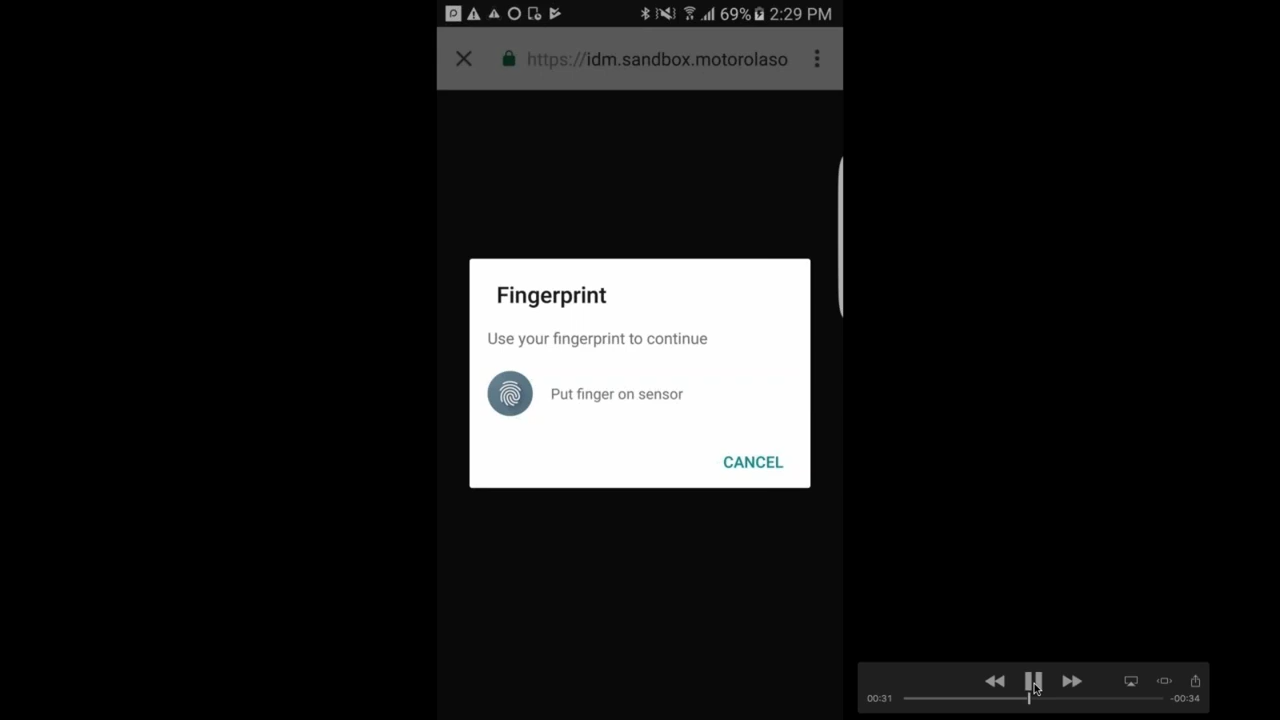 69% 2:29 PM
https://idm.sandbox.motorolaso
Fingerprint
Use your fingerprint to continue
Put finger on sensor
CANCEL
00:31 -00:34